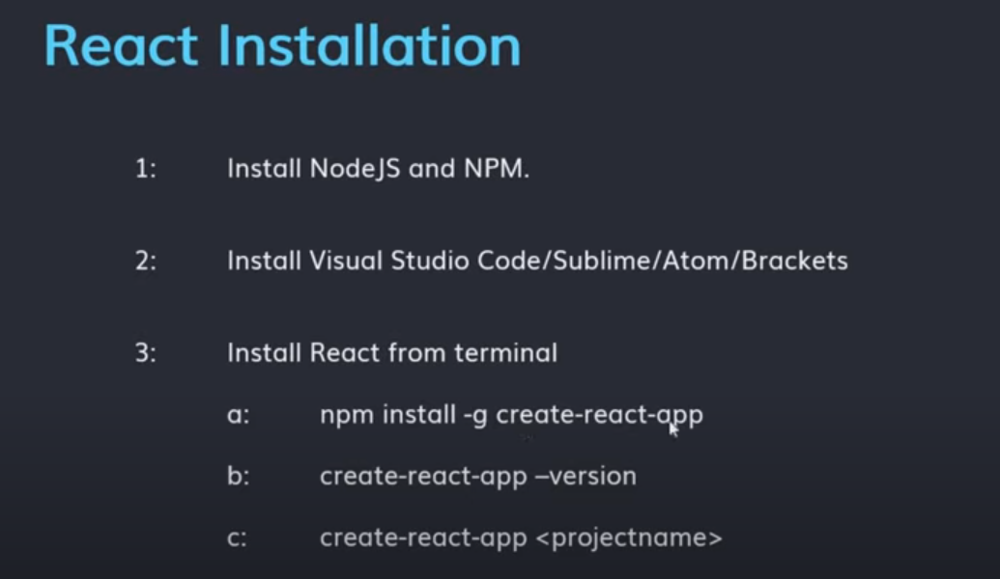 React Installation
1: Install NodeJS and NPM.
2: Install Visual Studio Code/Sublime/Atom/Brackets
3: Install React from terminal
a: npm install -g create-react-app
b: create-react-app –version
c: create-react-app <projectname>